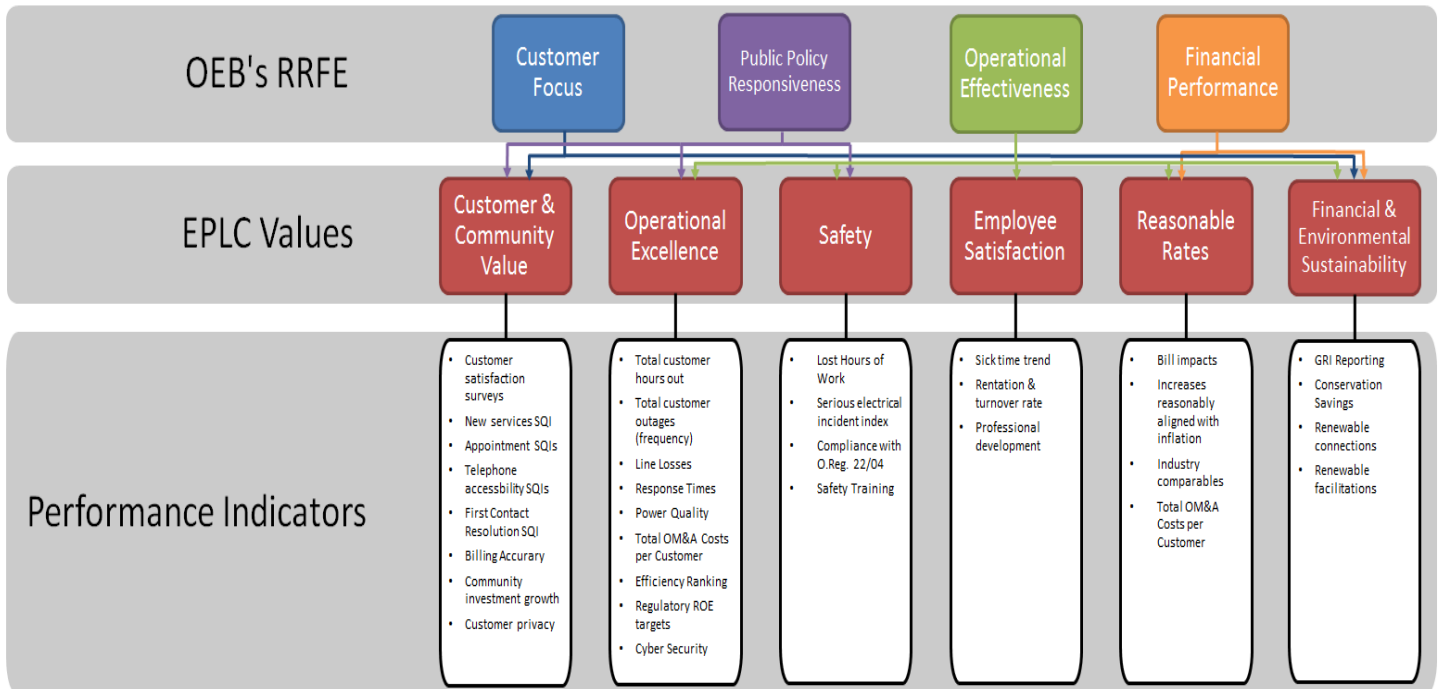 OEB's RRFE
Customer
Focus
Public Policy
Responsiveness
Operational
Effectiveness
Financial
Performance
EPLC Values
Customer &
Community
Value
Operational
Excellence
Safety
Employee
Satisfaction
Reasonable
Rates
Financial &
Environmental
Sustainability
Performance Indicators
• Customer
satisfaction
surveys
• New services SQI
• Appointment SQIs
• Telephone
accessbility SQIs
• First Contact
Resolution SQI
• Billing Accurary
• Community
investment growth
• Customer privacy
• Total customer
hours out
• Total customer
outages
(frequency)
• Line Losses
• Response Times
• Power Quality
• Total OM&A Costs
per Customer
• Efficiency Ranking
• Regulatory ROE
targets
• Cyber Security
• Lost Hours of
Work
• Serious electrical
incident index
• Compliance with
O.Reg. 22/04
• Safety Training
• Sick time trend
• Rentation &
turnover rate
• Professional
development
• Bill impacts
• Increases
reasonably
aligned with
inflation
• Industry
comparables
• Total OM&A
Costs per
Customer
• GRI Reporting
• Conservation
Savings
• Renewable
connections
• Renewable
facilitations